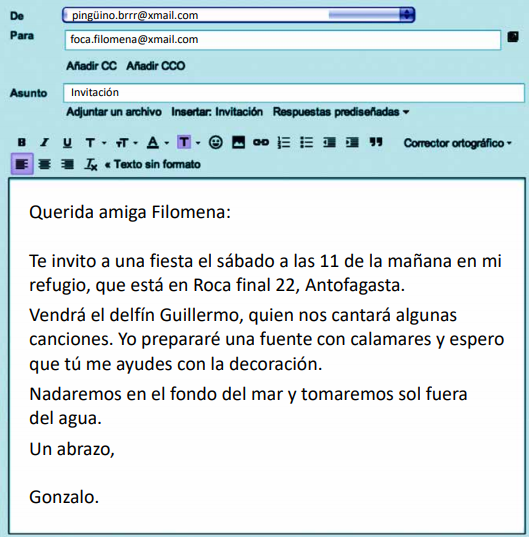 De pingüino.brrr@xmail.com
Para foca.filomena@xmail.com
Añadir CC Añadir CCO
Asunto Invitación
Adjuntar un archivo Insertar: Invitación Respuestas prediseñadas
B I U T T A T Corrector ortográfico
Tx « Texto sin formato
Querida amiga Filomena:
Te invito a una fiesta el sábado a las 11 de la mañana en mi
refugio, que está en Roca final 22, Antofagasta.
Vendrá el delfín Guillermo, quien nos cantará algunas
canciones. Yo prepararé una fuente con calamares y espero
que tú me ayudes con la decoración.
Nadaremos en el fondo del mar y tomaremos sol fuera
del agua.
Un abrazo,
Gonzalo.